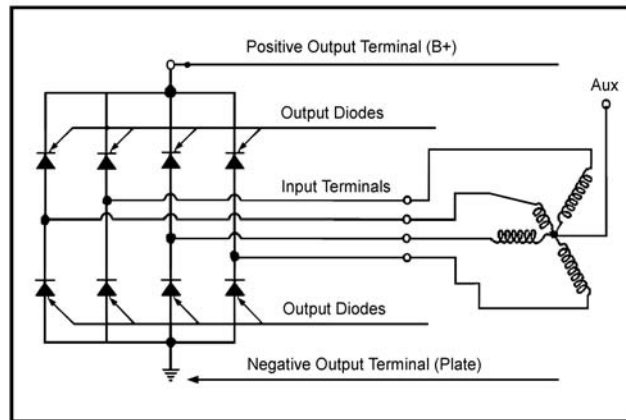 Positive Output Terminal (B+)
Aux
Output Diodes
Input Terminals
Output Diodes
Negative Output Terminal (Plate)